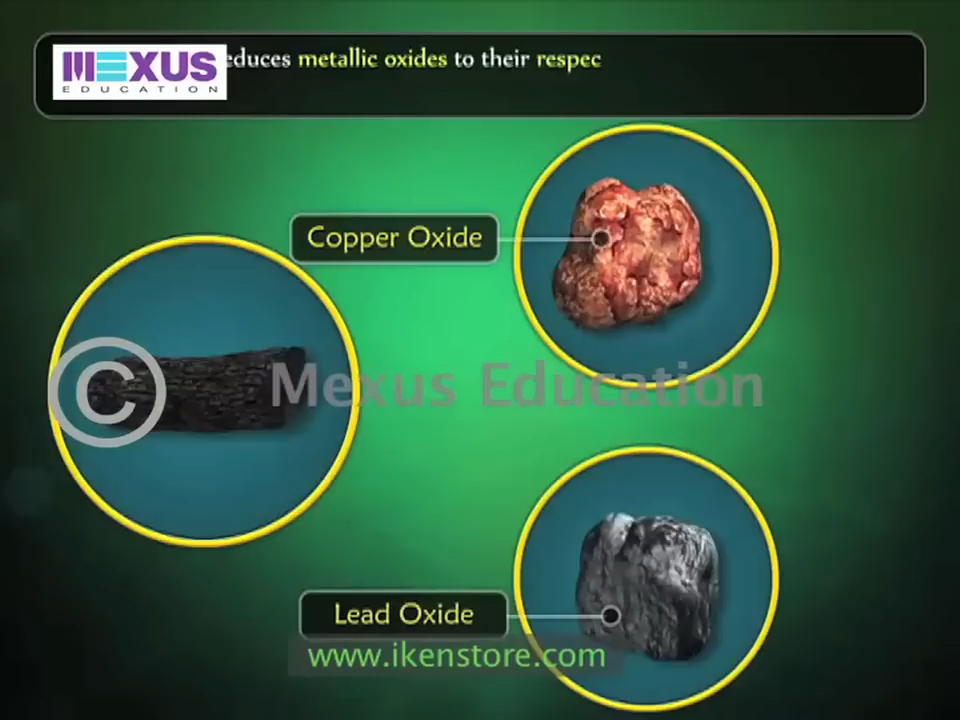 MEXUS
EDUCATION
educes metallic oxides to their respec
Copper Oxide
© Mexus Education
Lead Oxide
www.ikenstore.com